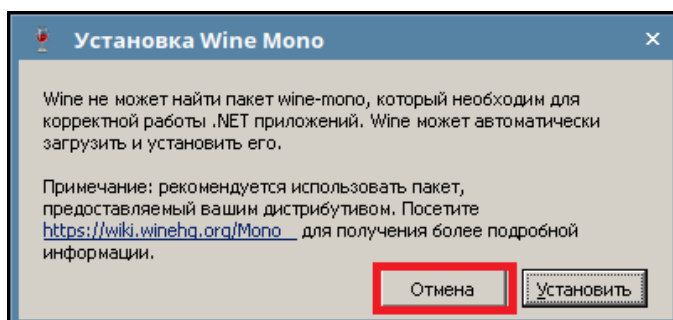 Установка Wine Mono
Wine не может найти пакет wine-mono, который необходим для
корректной работы .NET приложений. Wine может автоматически
загрузить и установить его.
Примечание: рекомендуется использовать пакет,
предоставляемый вашим дистрибутивом. Посетите
https://wiki.winehq.org/Mono для получения более подробной
информации.
Отмена Установить